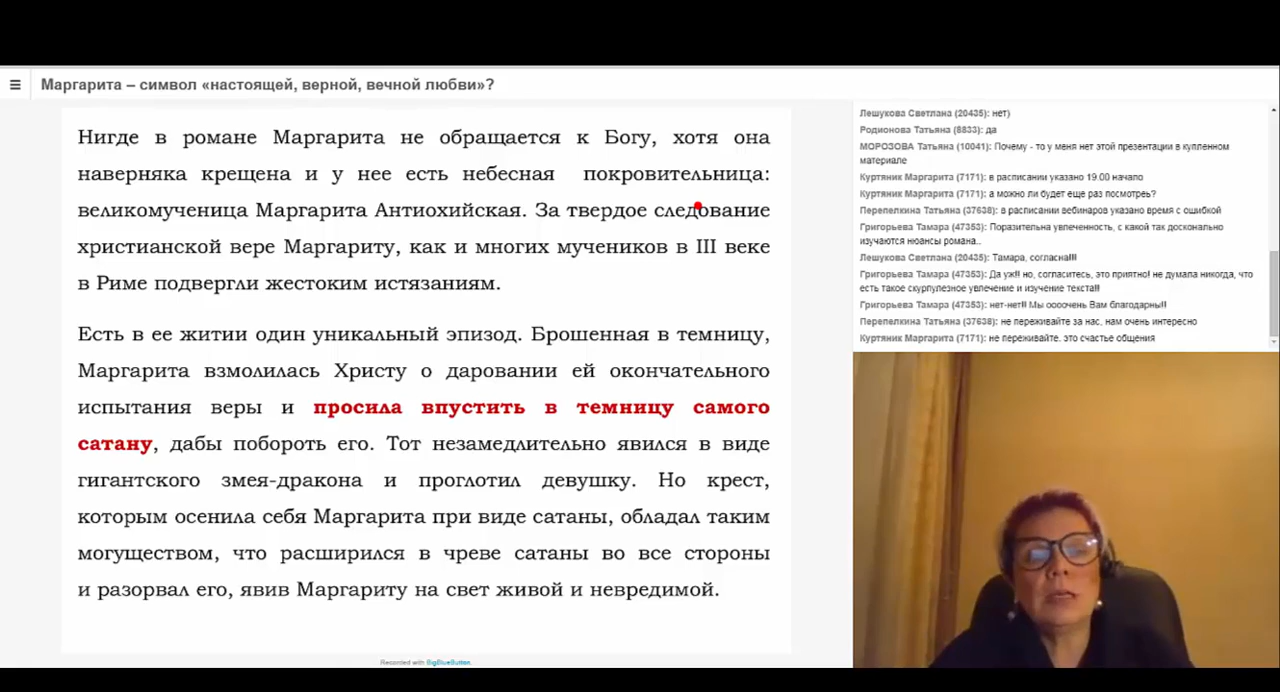 ☰ Маргарита – символ «настоящей, верной, вечной любви»?
Нигде в романе Маргарита не обращается к Богу, хотя она
наверняка крещена и у нее есть небесная покровительница:
великомученица Маргарита Антиохийская. За твердое следование
христианской вере Маргариту, как и многих мучеников в III веке
в Риме подвергли жестоким истязаниям.
Есть в ее житии один уникальный эпизод. Брошенная в темницу,
Маргарита взмолилась Христу о даровании ей окончательного
испытания веры и просила впустить в темницу самого
сатану, дабы побороть его. Тот незамедлительно явился в виде
гигантского змея-дракона и проглотил девушку. Но крест,
которым осенила себя Маргарита при виде сатаны, обладал таким
могуществом, что расширился в чреве сатаны во все стороны
и разорвал его, явив Маргариту на свет живой и невредимой.
Recorded with BigBlueButton.
Лешукова Светлана (20435): нет)
Родионова Татьяна (8833): да
МОРОЗОВА Татьяна (10041): Почему - то у меня нет этой презентации в купленном
материале
Куртяник Маргарита (7171): в расписании указано 19.00 начало
Куртяник Маргарита (7171): а можно ли будет еще раз посмотреь?
Перепелкина Татьяна (37638): в расписании вебинаров указано время с ошибкой
Григорьева Тамара (47353): Поразительна увлеченность, с какой так досконально
изучаются нюансы романа..
Лешукова Светлана (20435): Тамара, согласна!!!
Григорьева Тамара (47353): Да уж!! но, согласитесь, это приятно! не думала никогда, что
есть такое скурпулезное увлечение и изучение текста!!!
Григорьева Тамара (47353): нет-нет!! Мы оооочень Вам благодарны!!
Перепелкина Татьяна (37638): не переживайте за нас, нам очень интересно
Куртяник Маргарита (7171): не переживайте. это счастье общения